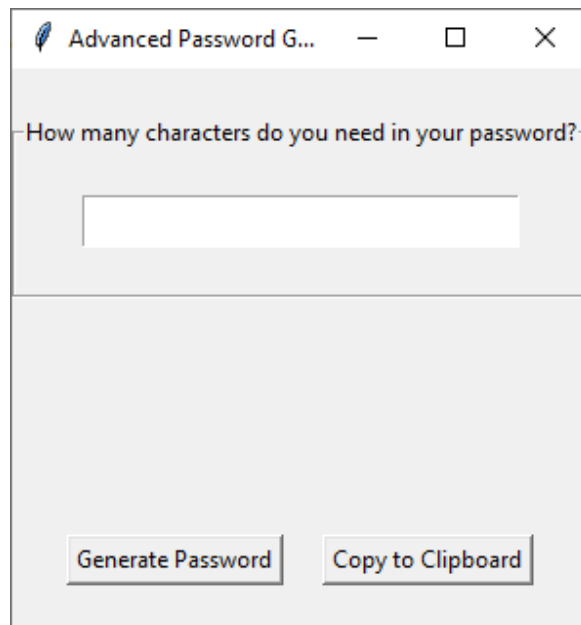 Advanced Password G...
How many characters do you need in your password?
Generate Password
Copy to Clipboard